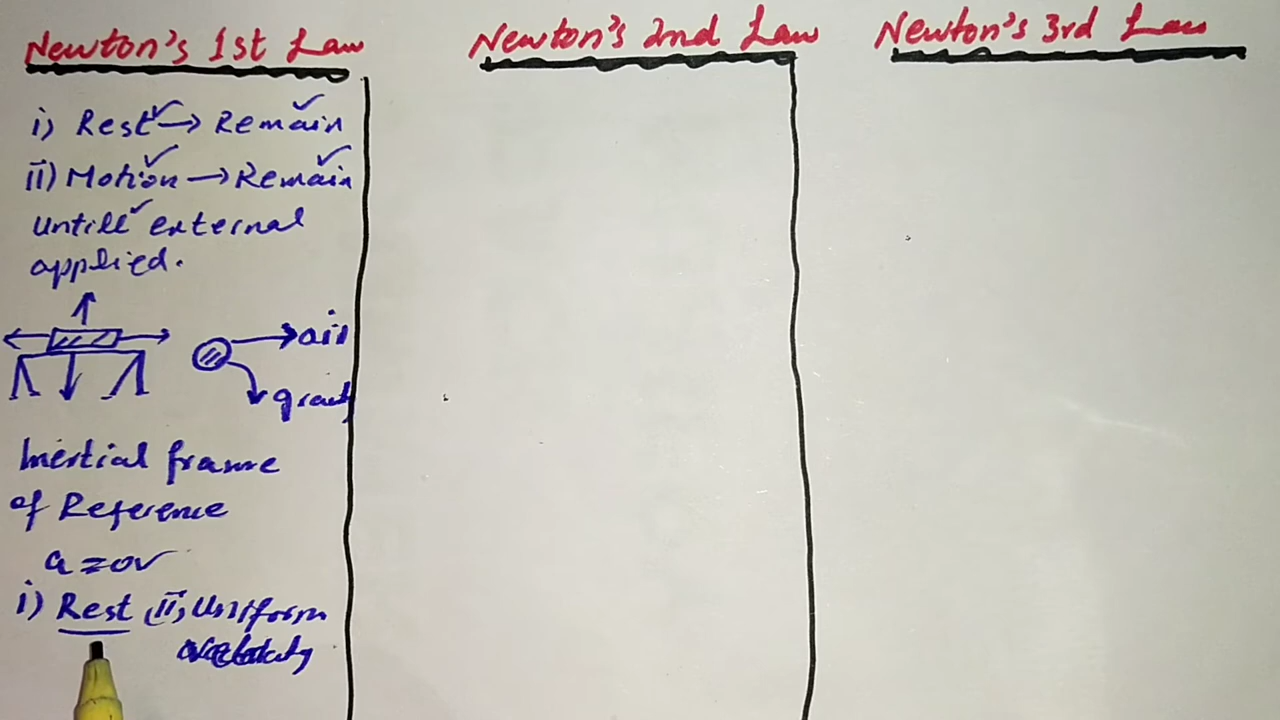 Newton's 1st Law
Newton's 2nd Law
Newton's 3rd Law
i) Rest → Remain
ii) Motion → Remain
untill external
applied.
air
Inertial frame
of Reference
a = 0
i) Rest ii) Uniform